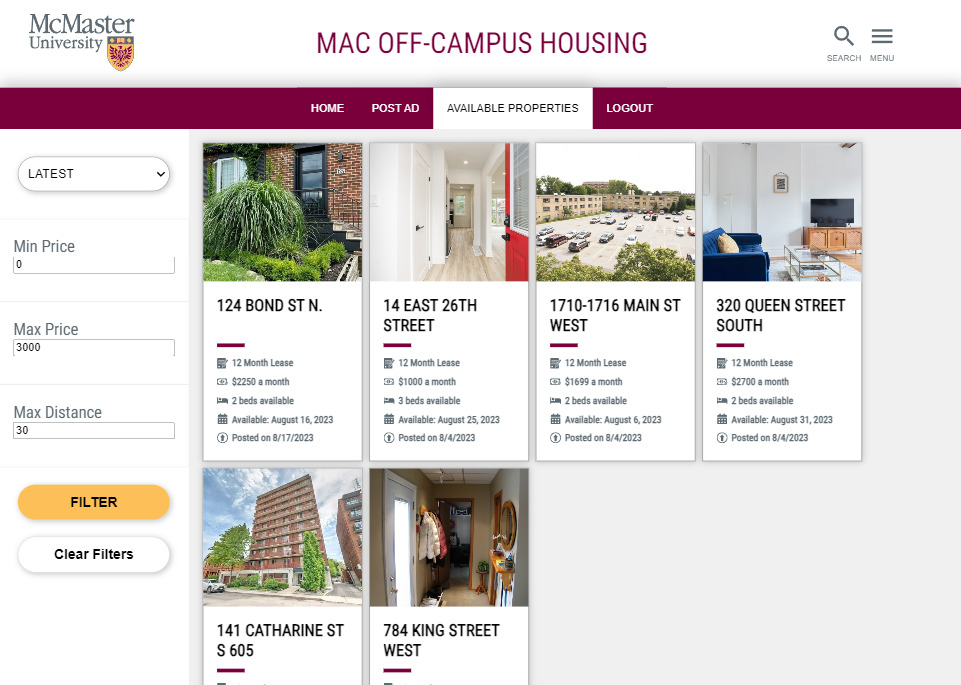 McMaster
University
MAC OFF-CAMPUS HOUSING
SEARCH
MENU
HOME
POST AD
AVAILABLE PROPERTIES
LOGOUT
LATEST
Min Price
0
Max Price
3000
Max Distance
30
FILTER
Clear Filters
124 BOND ST N.
12 Month Lease
$2250 a month
2 beds available
Available: August 16, 2023
Posted on 8/17/2023
14 EAST 26TH
STREET
12 Month Lease
$1000 a month
3 beds available
Available: August 25, 2023
Posted on 8/4/2023
1710-1716 MAIN ST
WEST
12 Month Lease
$1699 a month
2 beds available
Available: August 6, 2023
Posted on 8/4/2023
320 QUEEN STREET
SOUTH
12 Month Lease
$2700 a month
2 beds available
Available: August 31, 2023
Posted on 8/4/2023
141 CATHARINE ST
S 605
784 KING STREET
WEST